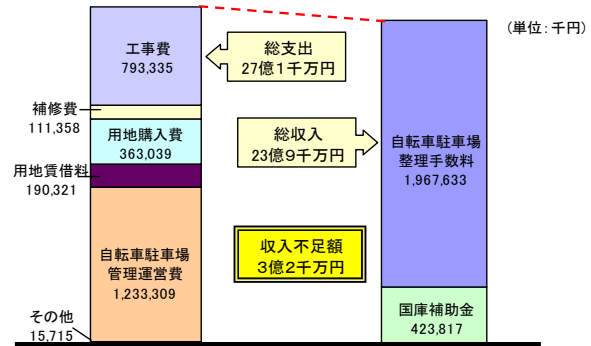 (単位：千円)
工事費
793,335
総支出
27億1千万円
補修費
111,358
用地購入費
363,039
総収入
23億9千万円
自転車駐車場
整理手数料
1,967,633
用地賃借料
190,321
自転車駐車場
管理運営費
1,233,309
収入不足額
3億2千万円
その他
15,715
国庫補助金
423,817